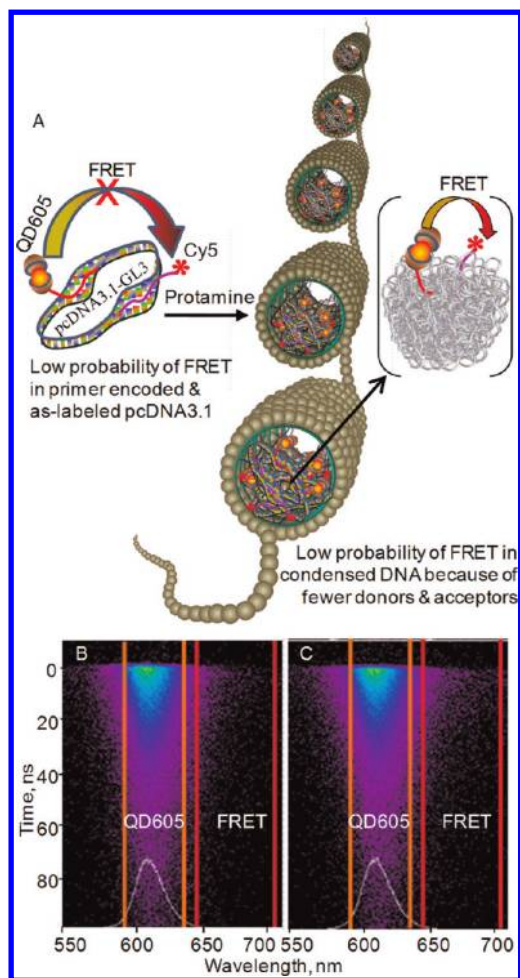 A
FRET
X
QD605
Cy5
pcDNA3.1-GL3
Protamine
Low probability of FRET
in primer encoded &
as-labeled pcDNA3.1
FRET
Low probability of FRET in
condensed DNA because of
fewer donors & acceptors
B
C
0
20
40
60
80
Time, ns
QD605
FRET
QD605
FRET
550
600
650
700
550
600
650
700
Wavelength, nm